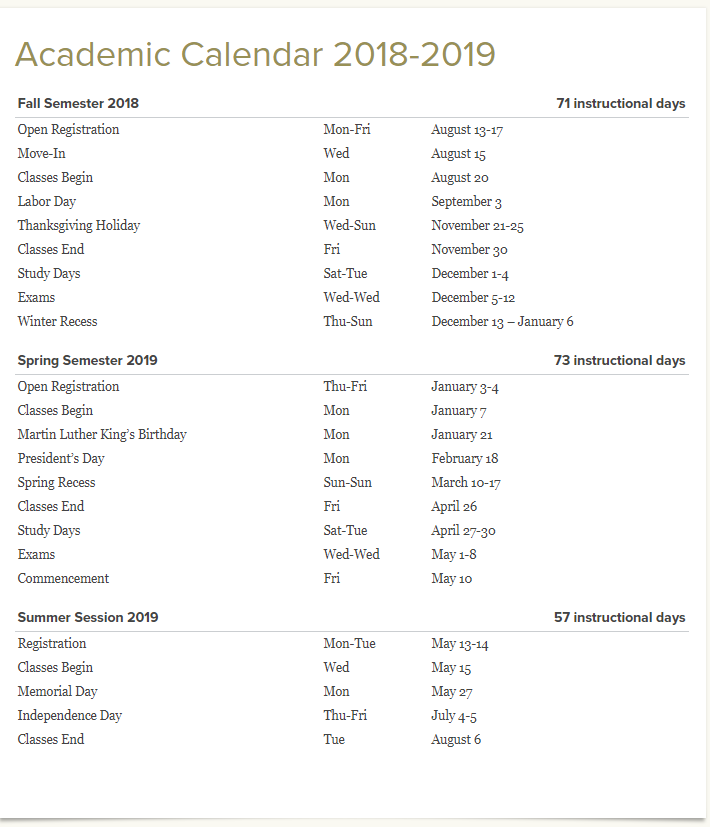 Academic Calendar 2018-2019
Fall Semester 2018 71 instructional days
Open Registration Mon-Fri August 13-17
Move-In Wed August 15
Classes Begin Mon August 20
Labor Day Mon September 3
Thanksgiving Holiday Wed-Sun November 21-25
Classes End Fri November 30
Study Days Sat-Tue December 1-4
Exams Wed-Wed December 5-12
Winter Recess Thu-Sun December 13 – January 6
Spring Semester 2019 73 instructional days
Open Registration Thu-Fri January 3-4
Classes Begin Mon January 7
Martin Luther King’s Birthday Mon January 21
President’s Day Mon February 18
Spring Recess Sun-Sun March 10-17
Classes End Fri April 26
Study Days Sat-Tue April 27-30
Exams Wed-Wed May 1-8
Commencement Fri May 10
Summer Session 2019 57 instructional days
Registration Mon-Tue May 13-14
Classes Begin Wed May 15
Memorial Day Mon May 27
Independence Day Thu-Fri July 4-5
Classes End Tue August 6